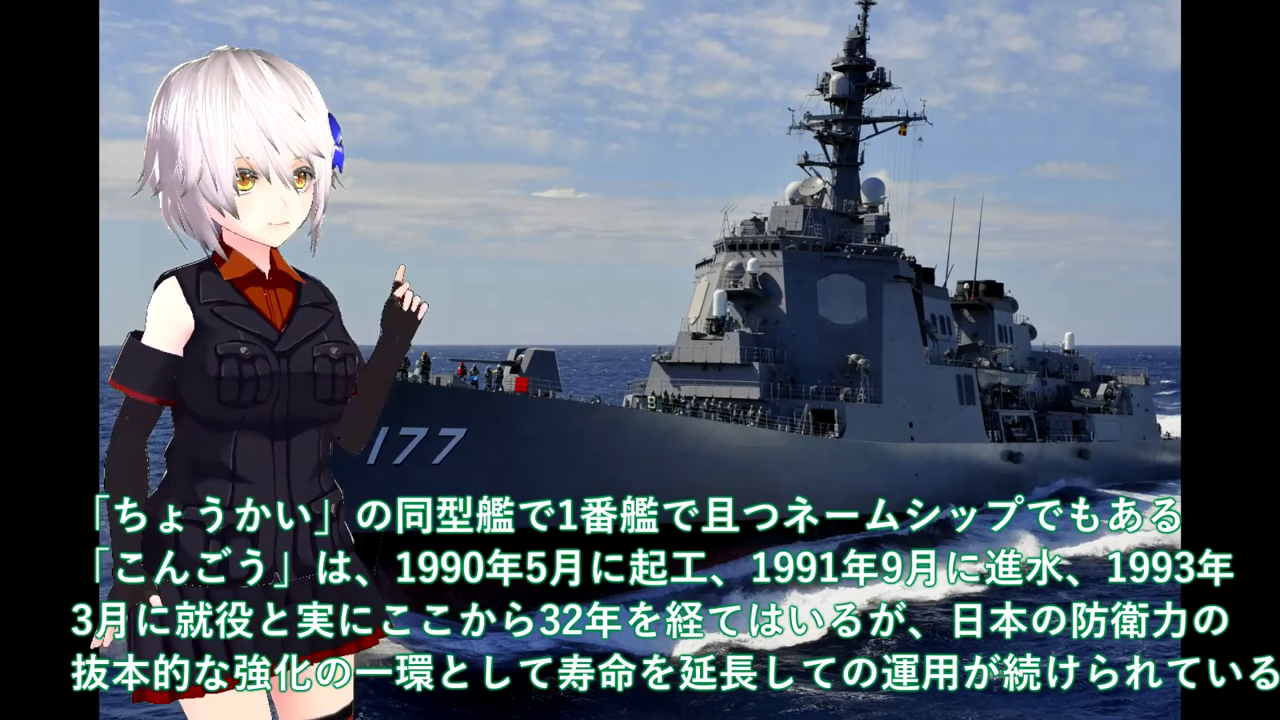 177
「ちょうかい」の同型艦で1番艦で且つネームシップでもある
「こんごう」は、1990年5月に起工、1991年9月に進水、1993年
3月に就役と実にここから32年を経てはいるが、日本の防衛力の
抜本的な強化の一環として寿命を延長しての運用が続けられている